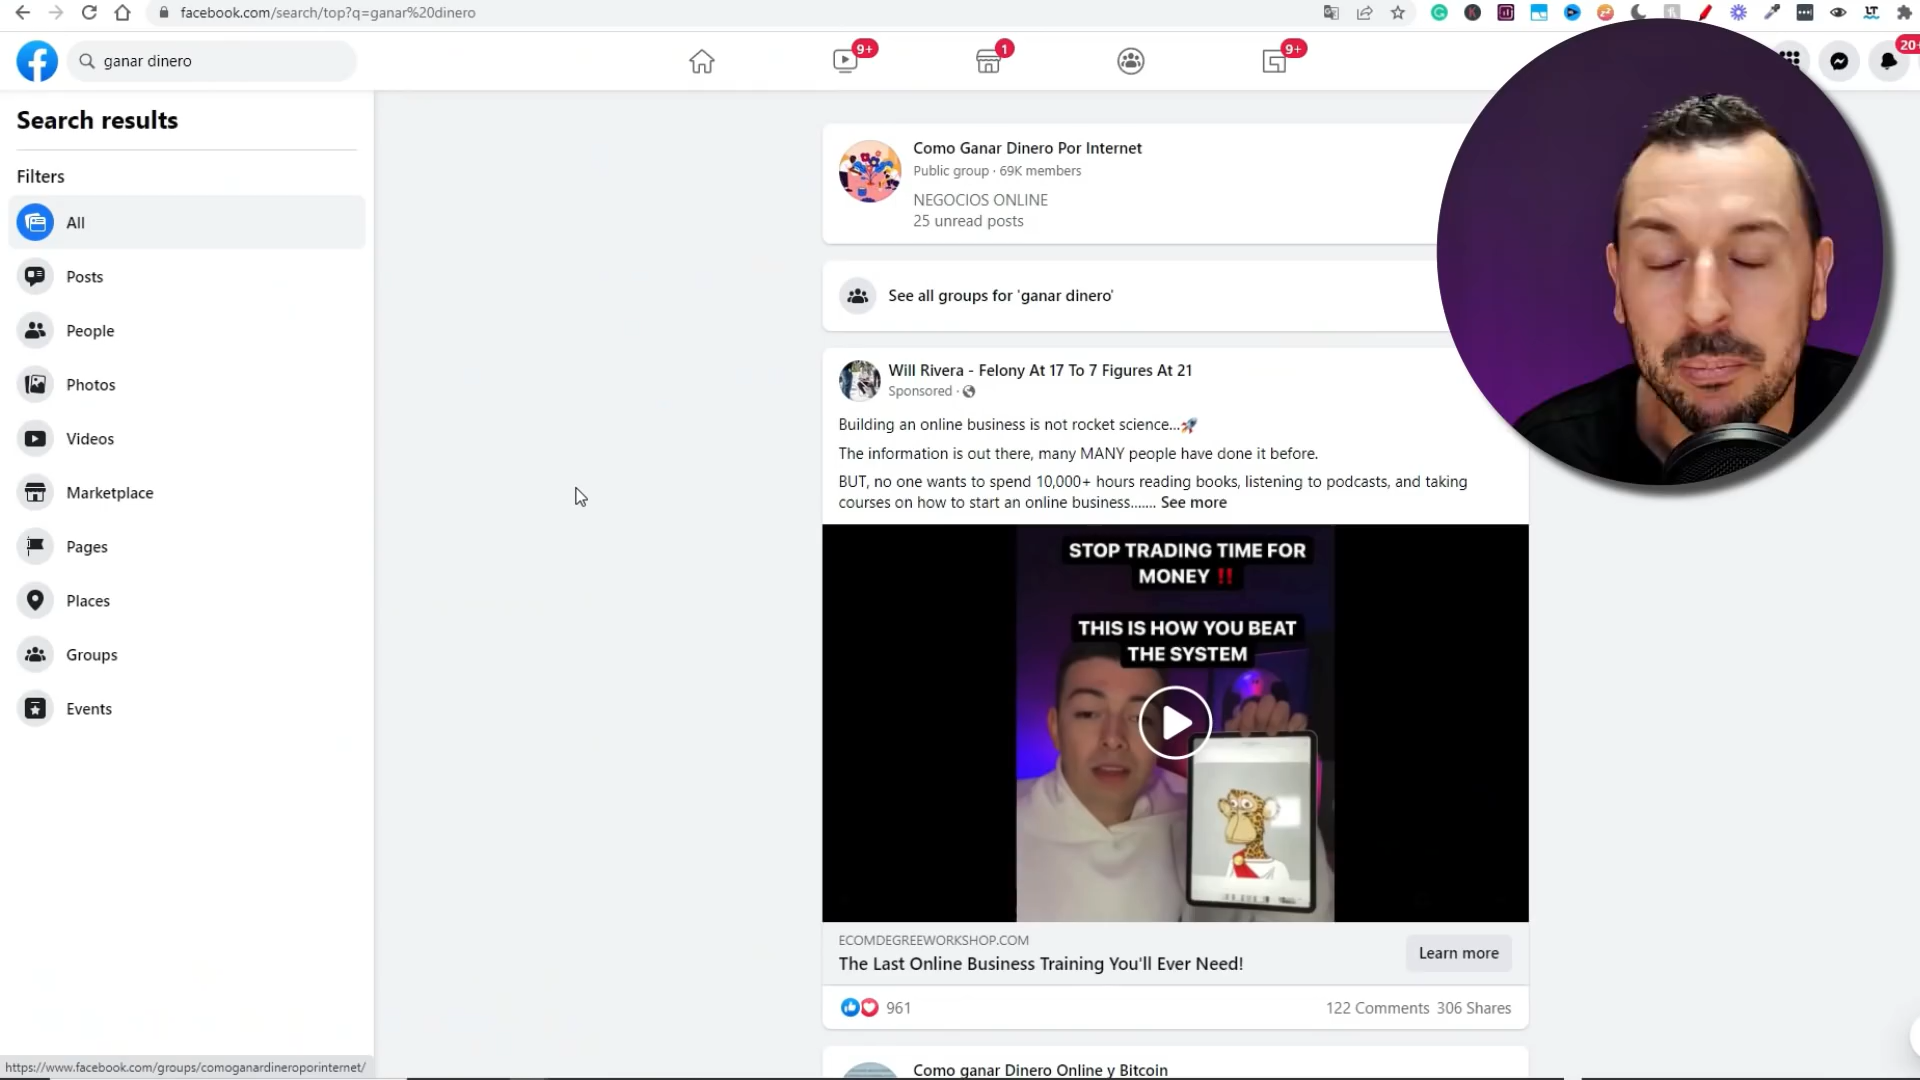 facebook.com/search/top?q=ganar%20dinero
ganar dinero
9+
1
9+
20+
Search results
Filters
All
Posts
People
Photos
Videos
Marketplace
Pages
Places
Groups
Events
Como Ganar Dinero Por Internet
Public group · 69K members
NEGOCIOS ONLINE
25 unread posts
See all groups for 'ganar dinero'
Will Rivera - Felony At 17 To 7 Figures At 21
Sponsored ·
Building an online business is not rocket science...🚀
The information is out there, many MANY people have done it before.
BUT, no one wants to spend 10,000+ hours reading books, listening to podcasts, and taking
courses on how to start an online business....... See more
STOP TRADING TIME FOR
MONEY ‼️
THIS IS HOW YOU BEAT
THE SYSTEM
ECOMDEGREEWORKSHOP.COM
The Last Online Business Training You'll Ever Need!
Learn more
961
122 Comments 306 Shares
Como ganar Dinero Online y Bitcoin
https://www.facebook.com/groups/comoganardineroporinternet/